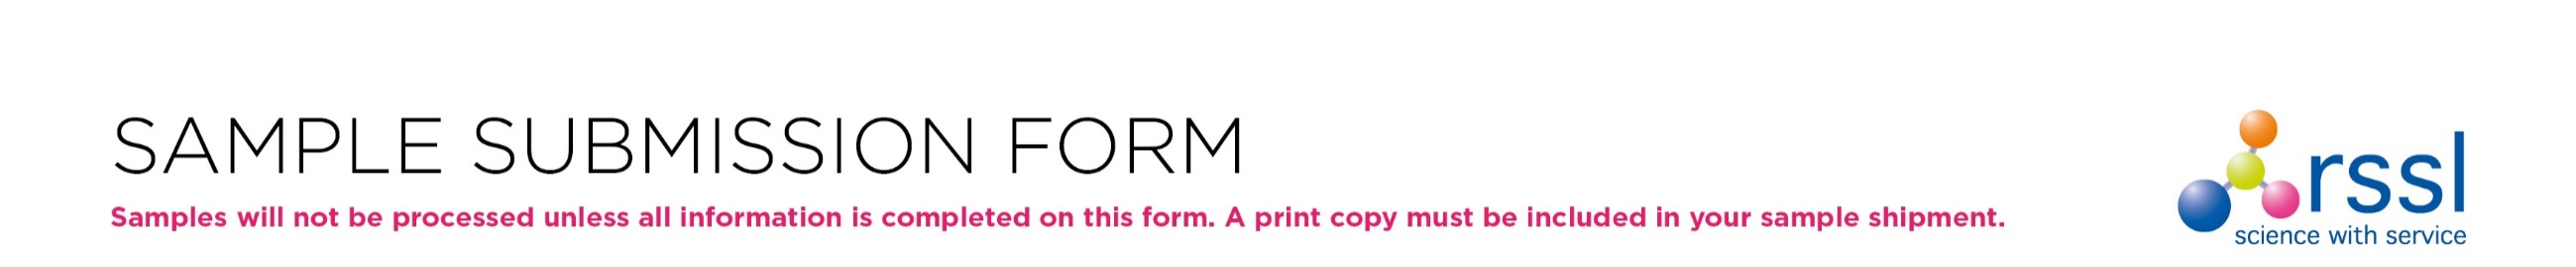 SAMPLE SUBMISSION FORM
Samples will not be processed unless all information is completed on this form. A print copy must be included in your sample shipment.
rssl
science with service